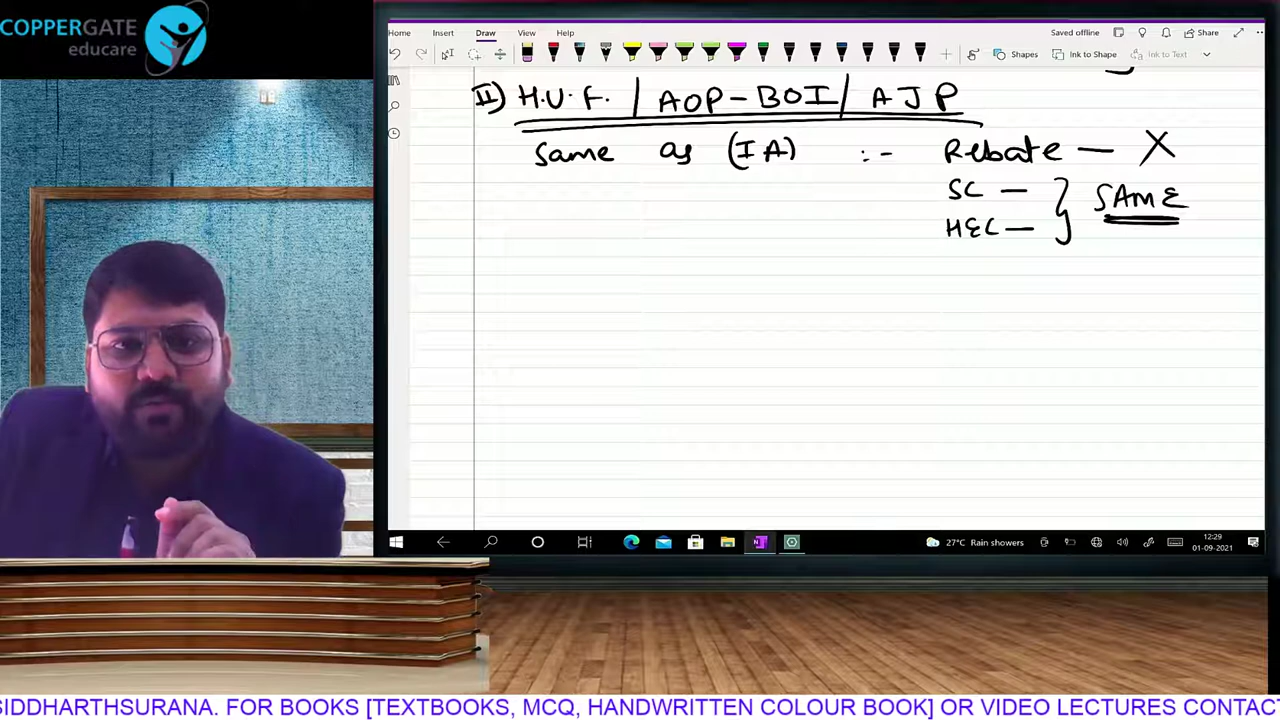 COPPERGATE
educare
Home Insert Draw View Help
Saved offline
Share
Shapes
Ink to Shape
Ink to Text
II) H.U.F. / AOP-BOI / AJP
Same as (IA) :- Rebate — X
SC —
HEC —
} SAME
27°C Rain showers
12:29
01-09-2021
SIDDHARTHSURANA. FOR BOOKS [TEXTBOOKS, MCQ, HANDWRITTEN COLOUR BOOK] OR VIDEO LECTURES CONTACT